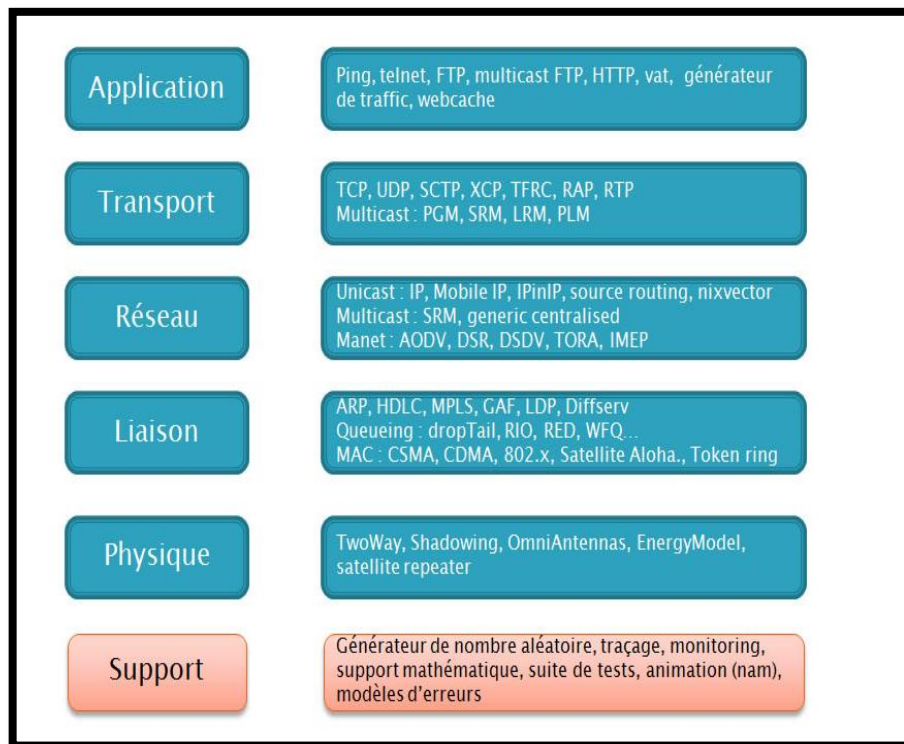 Application
Ping, telnet, FTP, multicast FTP, HTTP, vat, générateur
de traffic, webcache
Transport
TCP, UDP, SCTP, XCP, TFRC, RAP, RTP
Multicast : PGM, SRM, LRM, PLM
Réseau
Unicast : IP, Mobile IP, IPinIP, source routing, nixvector
Multicast : SRM, generic centralised
Manet : AODV, DSR, DSDV, TORA, IMEP
Liaison
ARP, HDLC, MPLS, GAF, LDP, Diffserv
Queueing : dropTail, RIO, RED, WFQ...
MAC : CSMA, CDMA, 802.x, Satellite Aloha., Token ring
Physique
TwoWay, Shadowing, OmniAntennas, EnergyModel,
satellite repeater
Support
Générateur de nombre aléatoire, traçage, monitoring,
support mathématique, suite de tests, animation (nam),
modèles d'erreurs